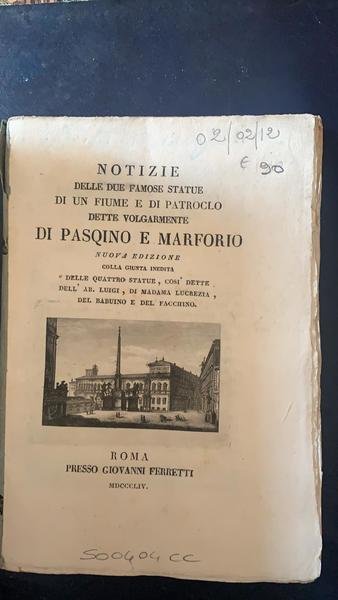 02/02/12
€ 90
NOTIZIE
DELLE DUE FAMOSE STATUE
DI UN FIUME E DI PATROCLO
DETTE VOLGARMENTE
DI PASQINO E MARFORIO
NUOVA EDIZIONE
COLLA GIUNTA INEDITA
DELLE QUATTRO STATUE, COSI' DETTE
DELL' AB. LUIGI, DI MADAMA LUCREZIA,
DEL BABUINO E DEL FACCHINO.
ROMA
PRESSO GIOVANNI FERRETTI
MDCCCLIV.
S00404 CC